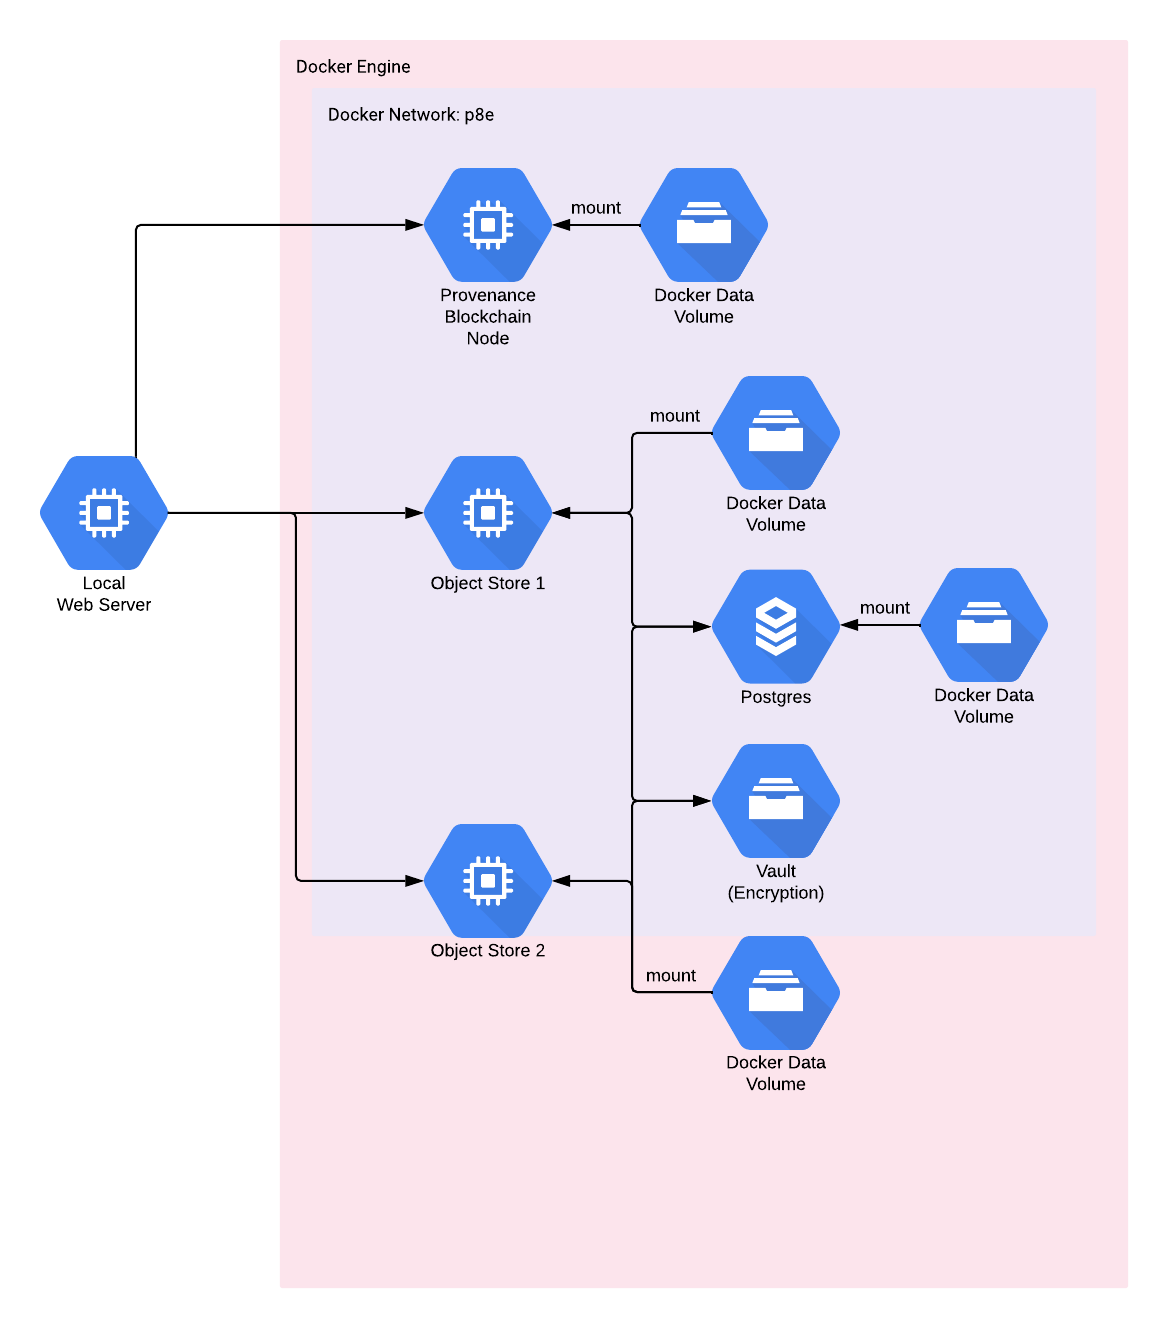 Docker Engine
Docker Network: p8e
mount
Provenance
Blockchain
Node
Docker Data
Volume
mount
Docker Data
Volume
Local
Web Server
Object Store 1
mount
Postgres
Docker Data
Volume
Vault
(Encryption)
Object Store 2
mount
Docker Data
Volume